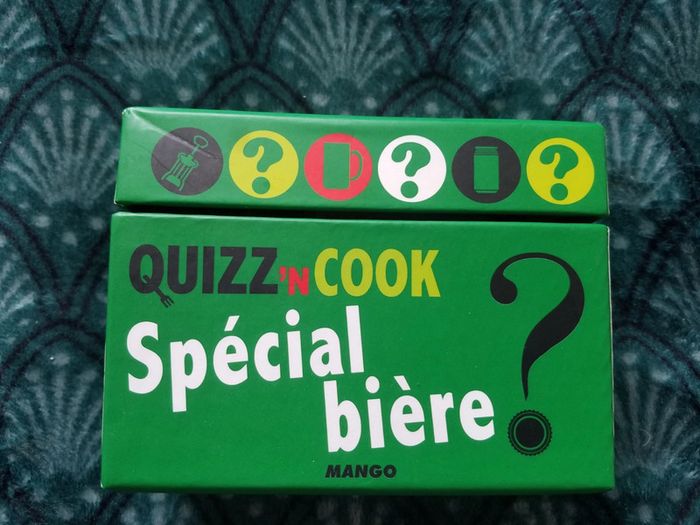 ? ? ?
QUIZZ 'N COOK
Spécial
bière ?
MANGO